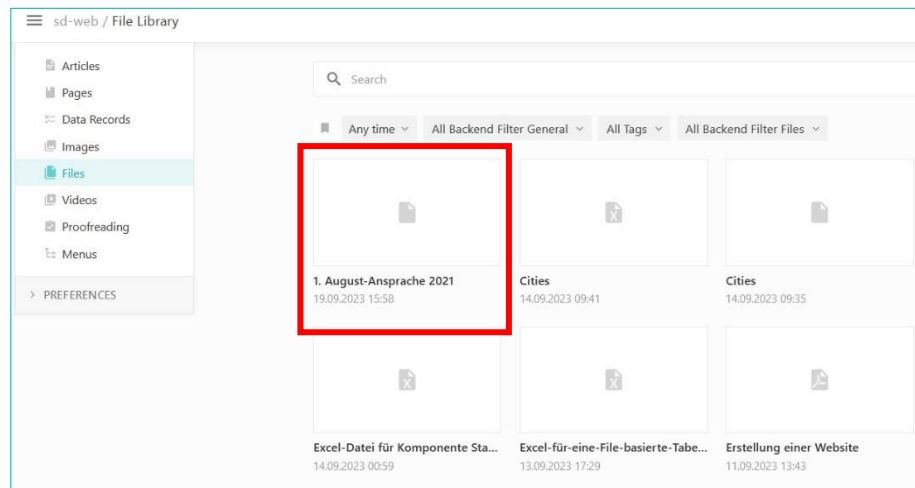 sd-web / File Library
Articles
Pages
Data Records
Images
Files
Videos
Proofreading
Menus
PREFERENCES
Search
Any time All Backend Filter General All Tags All Backend Filter Files
1. August-Ansprache 2021
19.09.2023 15:58
Cities
14.09.2023 09:41
Cities
14.09.2023 09:35
Excel-Datei für Komponente Sta...
14.09.2023 00:59
Excel-für-eine-File-basierte-Tabe...
13.09.2023 17:29
Erstellung einer Website
11.09.2023 13:43